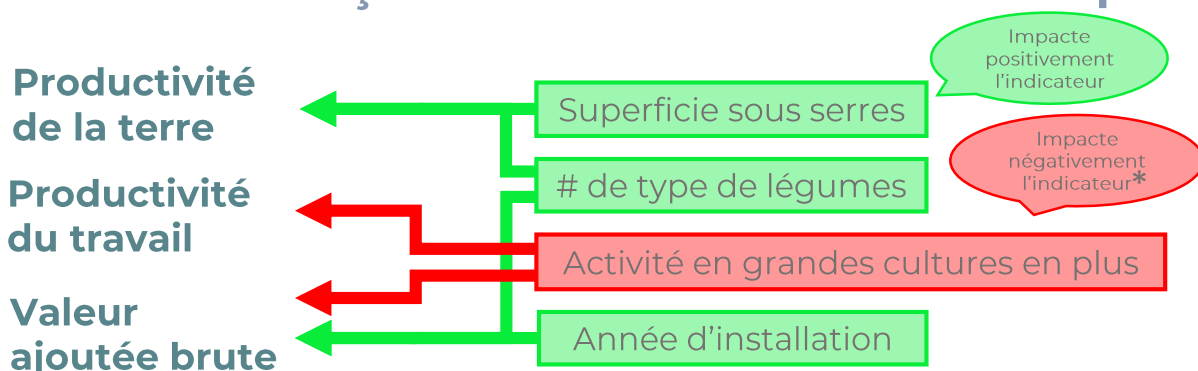 Productivité
de la terre
Productivité
du travail
Valeur
ajoutée brute
Superficie sous serres
# de type de légumes
Activité en grandes cultures en plus
Année d’installation
Impacte
positivement
l’indicateur
Impacte
négativement
l’indicateur*